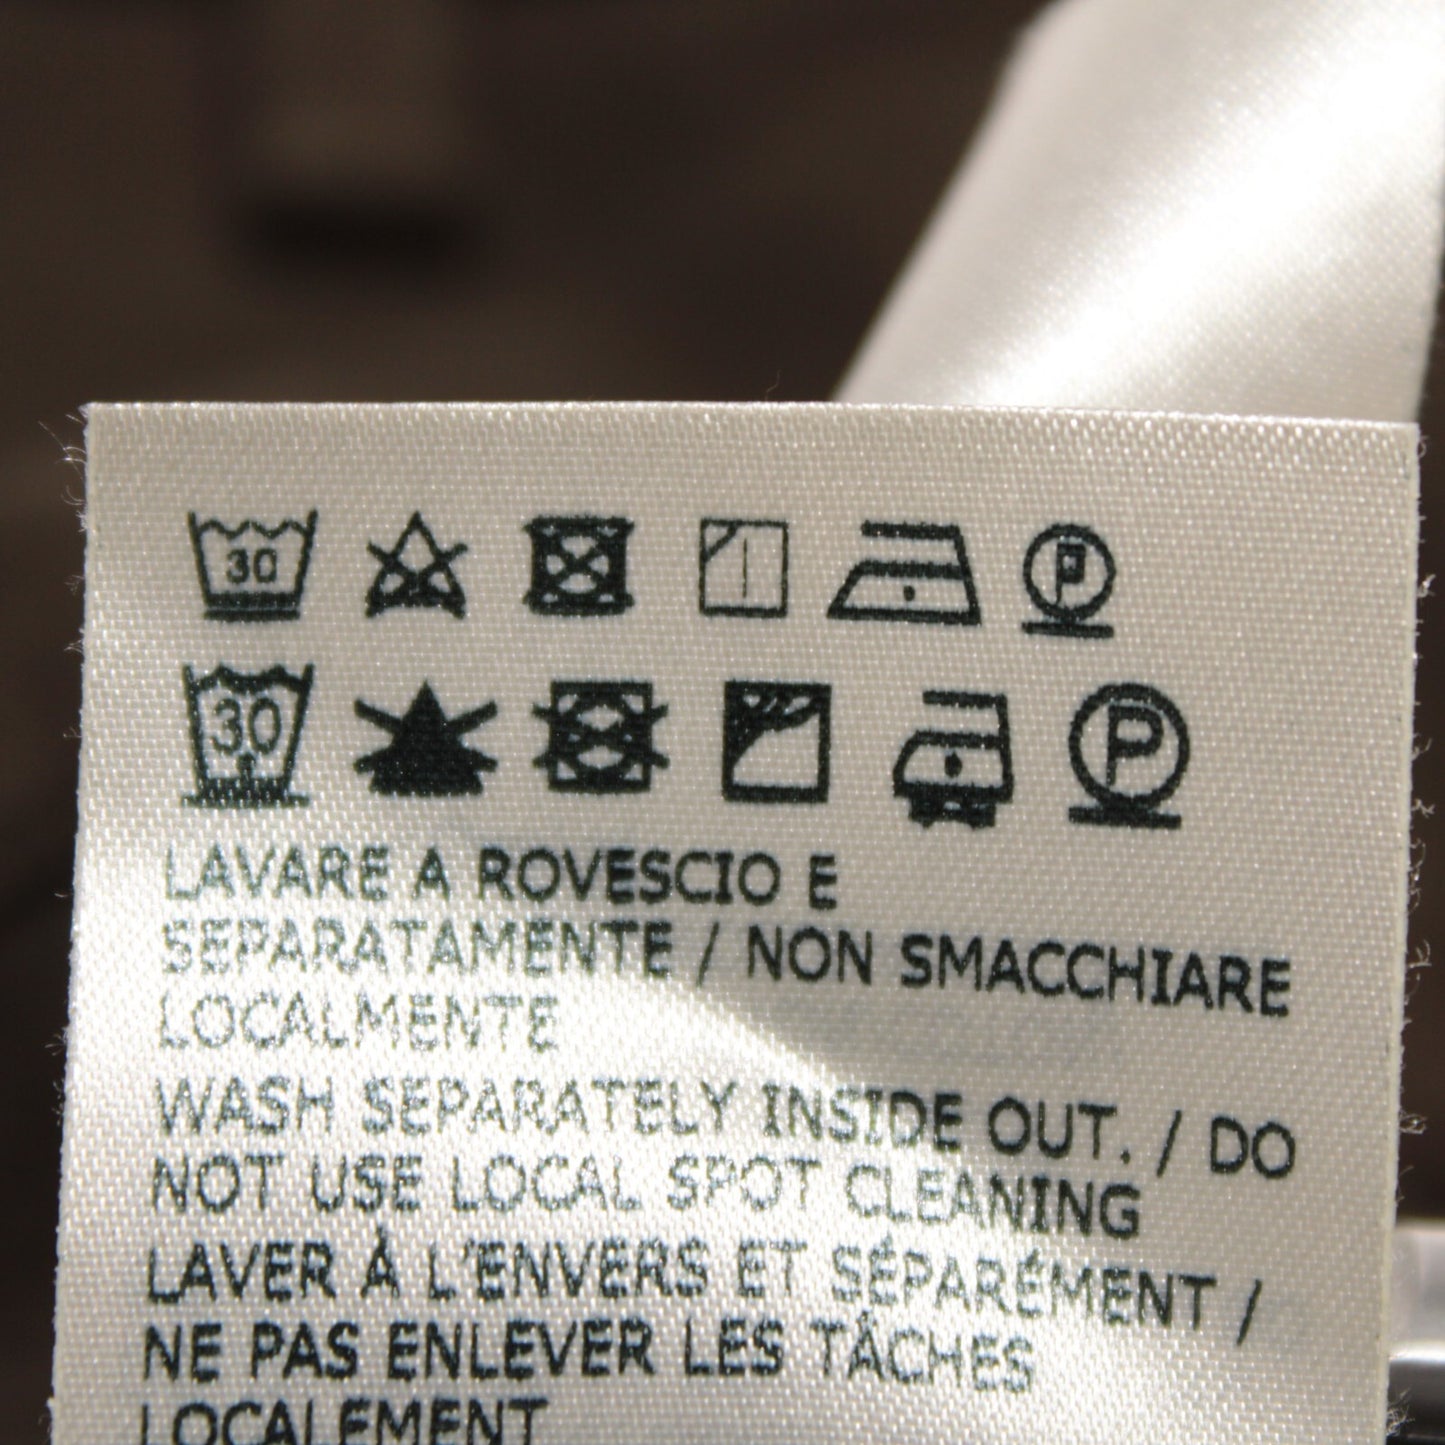 30
P
30
P
LAVARE A ROVESCIO E
SEPARATAMENTE / NON SMACCHIARE
LOCALMENTE
WASH SEPARATELY INSIDE OUT. / DO
NOT USE LOCAL SPOT CLEANING
LAVER À L'ENVERS ET SÉPARÉMENT /
NE PAS ENLEVER LES TÂCHES
LOCALEMENT